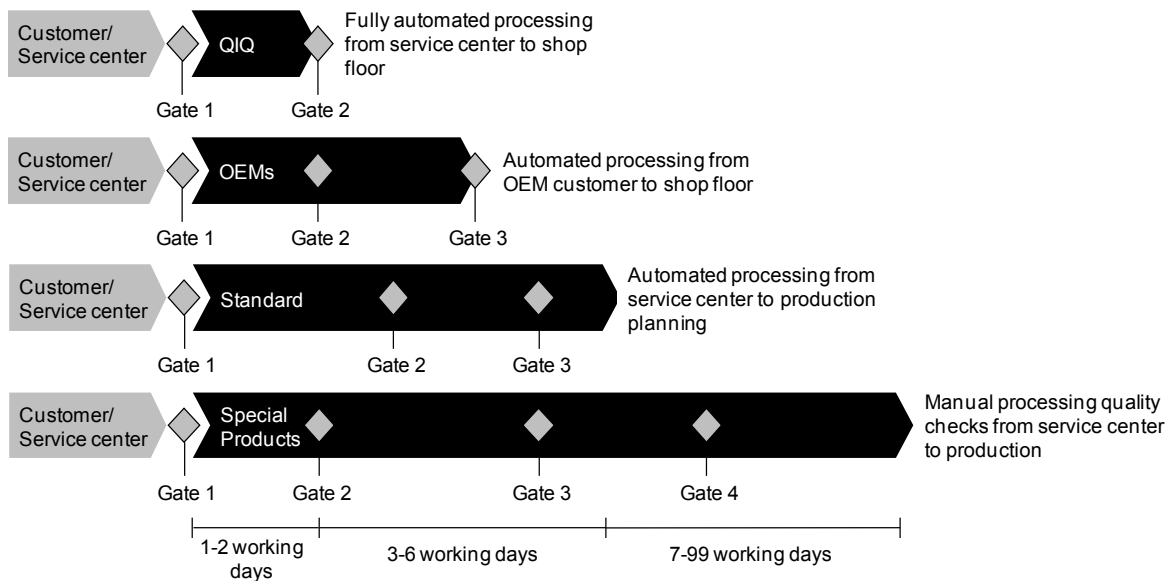 Customer/
Service center
QIQ
Fully automated processing
from service center to shop
floor
Gate 1
Gate 2
Customer/
Service center
OEMs
Automated processing from
OEM customer to shop floor
Gate 1
Gate 2
Gate 3
Customer/
Service center
Standard
Automated processing from
service center to production
planning
Gate 1
Gate 2
Gate 3
Customer/
Service center
Special
Products
Manual processing quality
checks from service center
to production
Gate 1
Gate 2
Gate 3
Gate 4
1-2 working
days
3-6 working days
7-99 working days